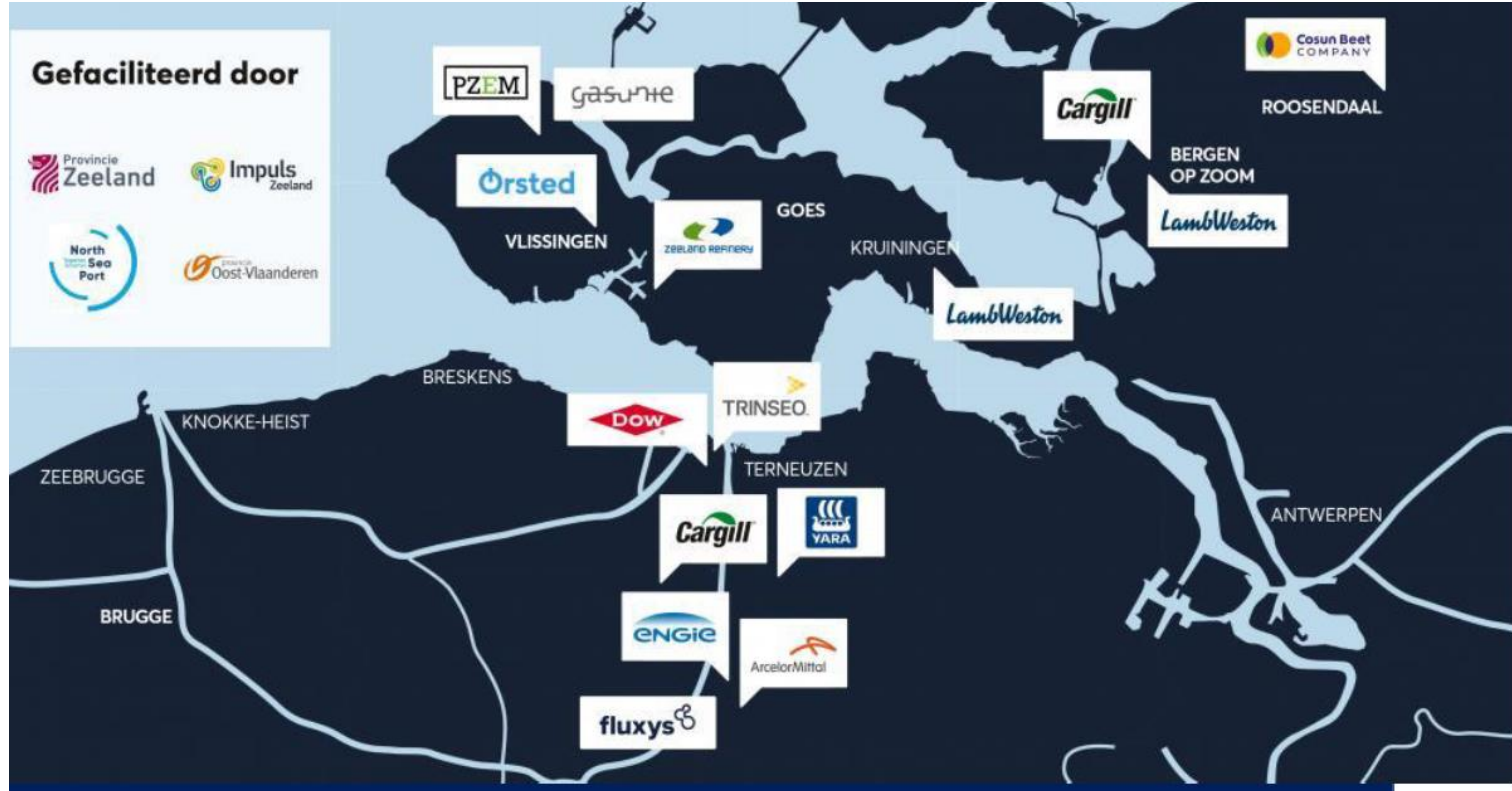 Gefaciliteerd door
Provincie
Zeeland
Impuls
Zeeland
North
Sea
Port
provincie
Oost-Vlaanderen
PZEM
gasunie
Cosun Beet
COMPANY
ROOSENDAAL
Cargill
BERGEN
OP ZOOM
LambWeston
Orsted
VLISSINGEN
GOES
ZEELAND REFINERY
KRUININGEN
LambWeston
BRESKENS
KNOKKE-HEIST
ZEEBRUGGE
DOW
TRINSEO.
TERNEUZEN
Cargill
YARA
ANTWERPEN
BRUGGE
ENGIE
ArcelorMittal
fluxys